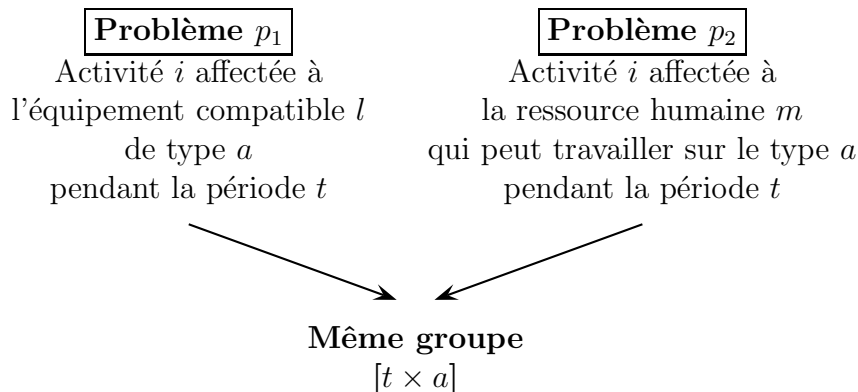 Problème p₁
Activité i affectée à
l'équipement compatible l
de type a
pendant la période t
Problème p₂
Activité i affectée à
la ressource humaine m
qui peut travailler sur le type a
pendant la période t
Même groupe
[t × a]